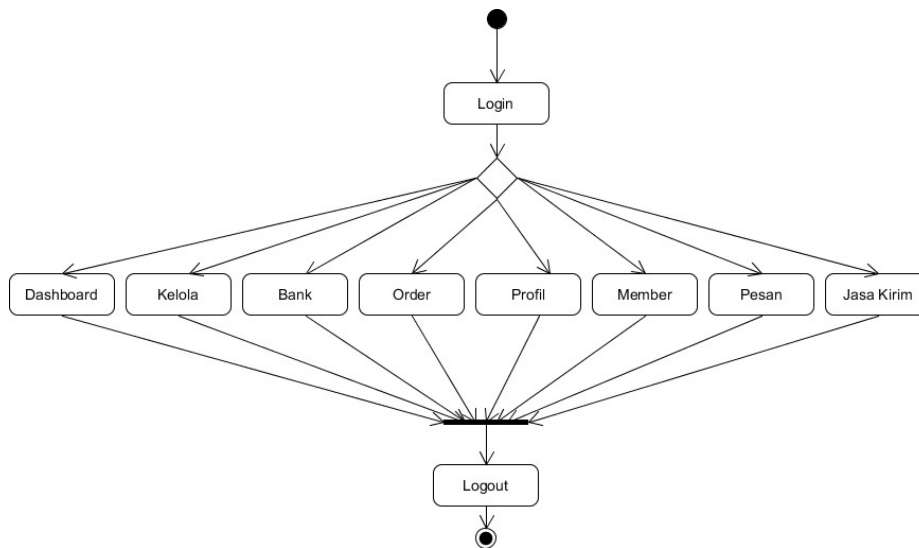 Login
Dashboard
Kelola
Bank
Order
Profil
Member
Pesan
Jasa Kirim
Logout